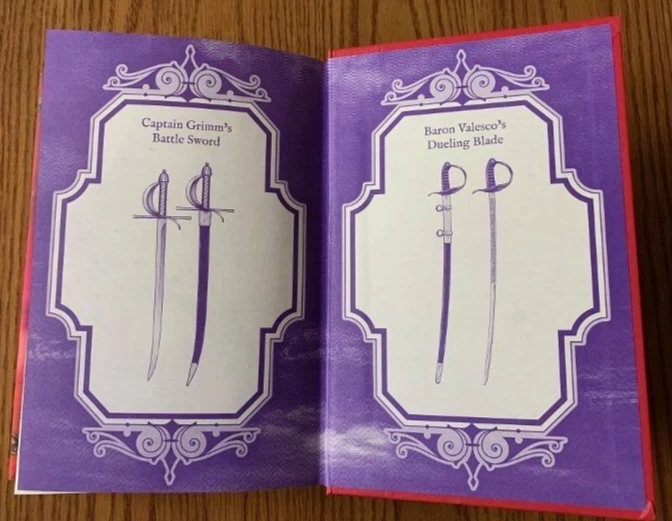 Captain Grimm's
Battle Sword
Baron Valesco's
Dueling Blade